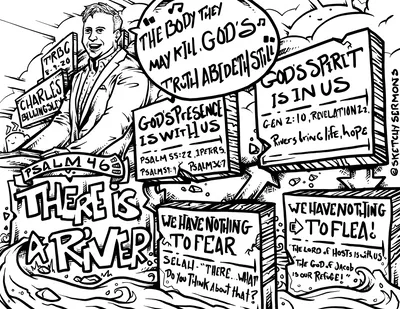 TRBC
8-9-20
CHARLES
BILLINGSLEY
PSALM 46
THERE IS
A RIVER
"THE BODY THEY
MAY KILL. GOD'S
TRUTH ABIDETH STILL"
GOD'S PRESENCE
IS WITH US
PSALM 55:22, 1 PETER 5
PSALM 56:3
PSALM 34:7
GOD'S SPIRIT
IS IN US
GEN 2:10, REVELATION 22
Rivers bring life, hope
WE HAVE NOTHING
TO FEAR
SELAH - "THERE... WHAT
DO YOU THINK ABOUT THAT?
WE HAVE NOTHING
TO FLEA!
THE LORD OF HOSTS IS WITH US
"THE GOD OF JACOB
IS OUR REFUGE!"
©SKETCHY SERMONS